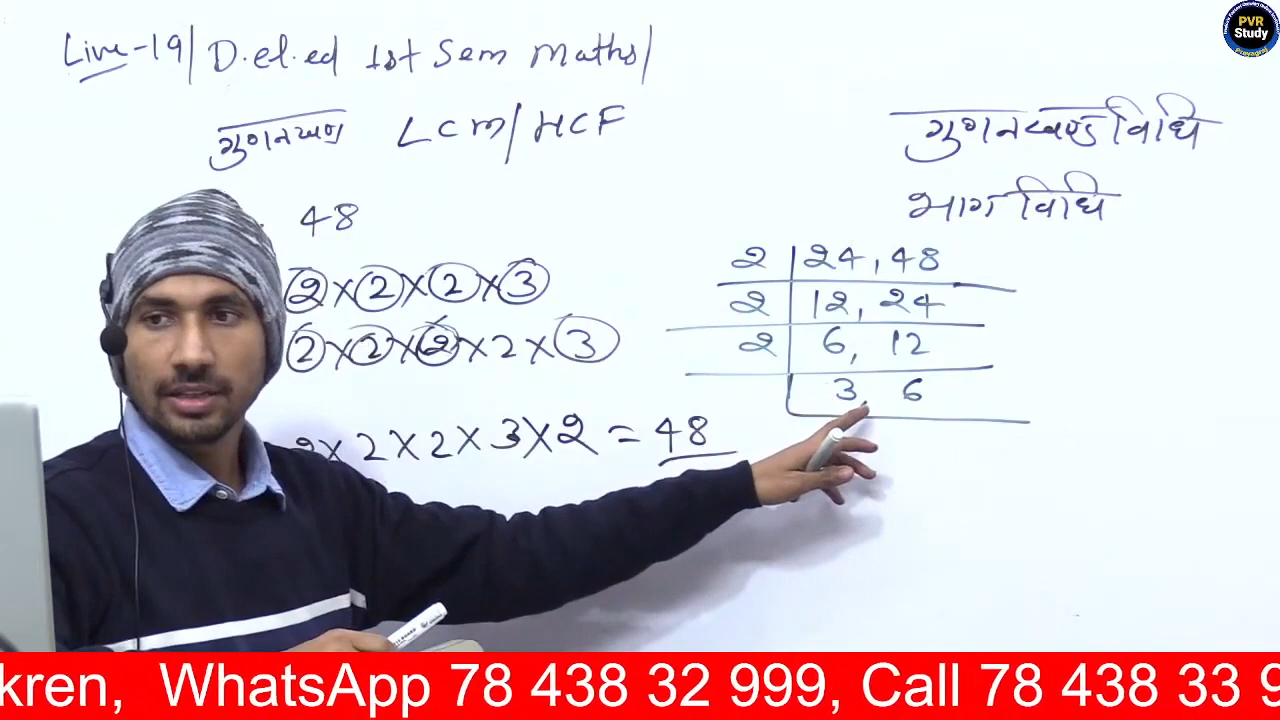 Live-19/ D.el.ed 1st Sem Maths/
गुणनखण्ड LCM/HCF
गुणनखण्ड विधि
भाग विधि
48
2×2×2×3
2×2×2×2×3
2×2×2×3×2 = 48
2 | 24, 48
2 | 12, 24
2 | 6, 12
3, 6
PVR
Study
Prayagraj
kren, WhatsApp 78 438 32 999, Call 78 438 33 9